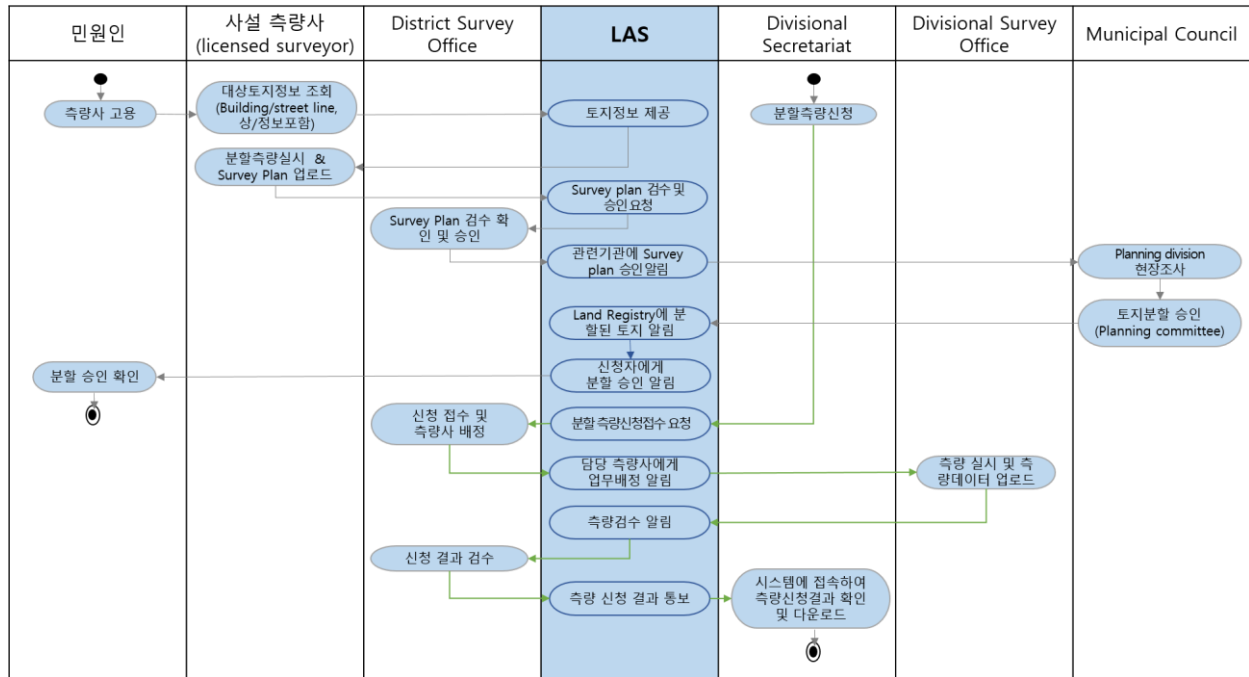 민원인
사설 측량사
(licensed surveyor)
District Survey
Office
LAS
Divisional
Secretariat
Divisional Survey
Office
Municipal Council
측량사 고용
대상토지정보 조회
(Building/street line,
상/정보포함)
토지정보 제공
분할측량신청
분할측량실시 &
Survey Plan 업로드
Survey plan 검수 및
승인 요청
Survey Plan 검수 확
인 및 승인
관련기관에 Survey
plan 승인알림
Planning division
현장조사
Land Registry에 분
할된 토지 알림
토지분할 승인
(Planning committee)
분할 승인 확인
신청자에게
분할 승인 알림
신청 접수 및
측량사 배정
분할 측량신청접수 요청
담당 측량사에게
업무배정 알림
측량 실시 및 측
량데이터 업로드
측량검수 알림
신청 결과 검수
측량 신청 결과 통보
시스템에 접속하여
측량신청결과 확인
및 다운로드